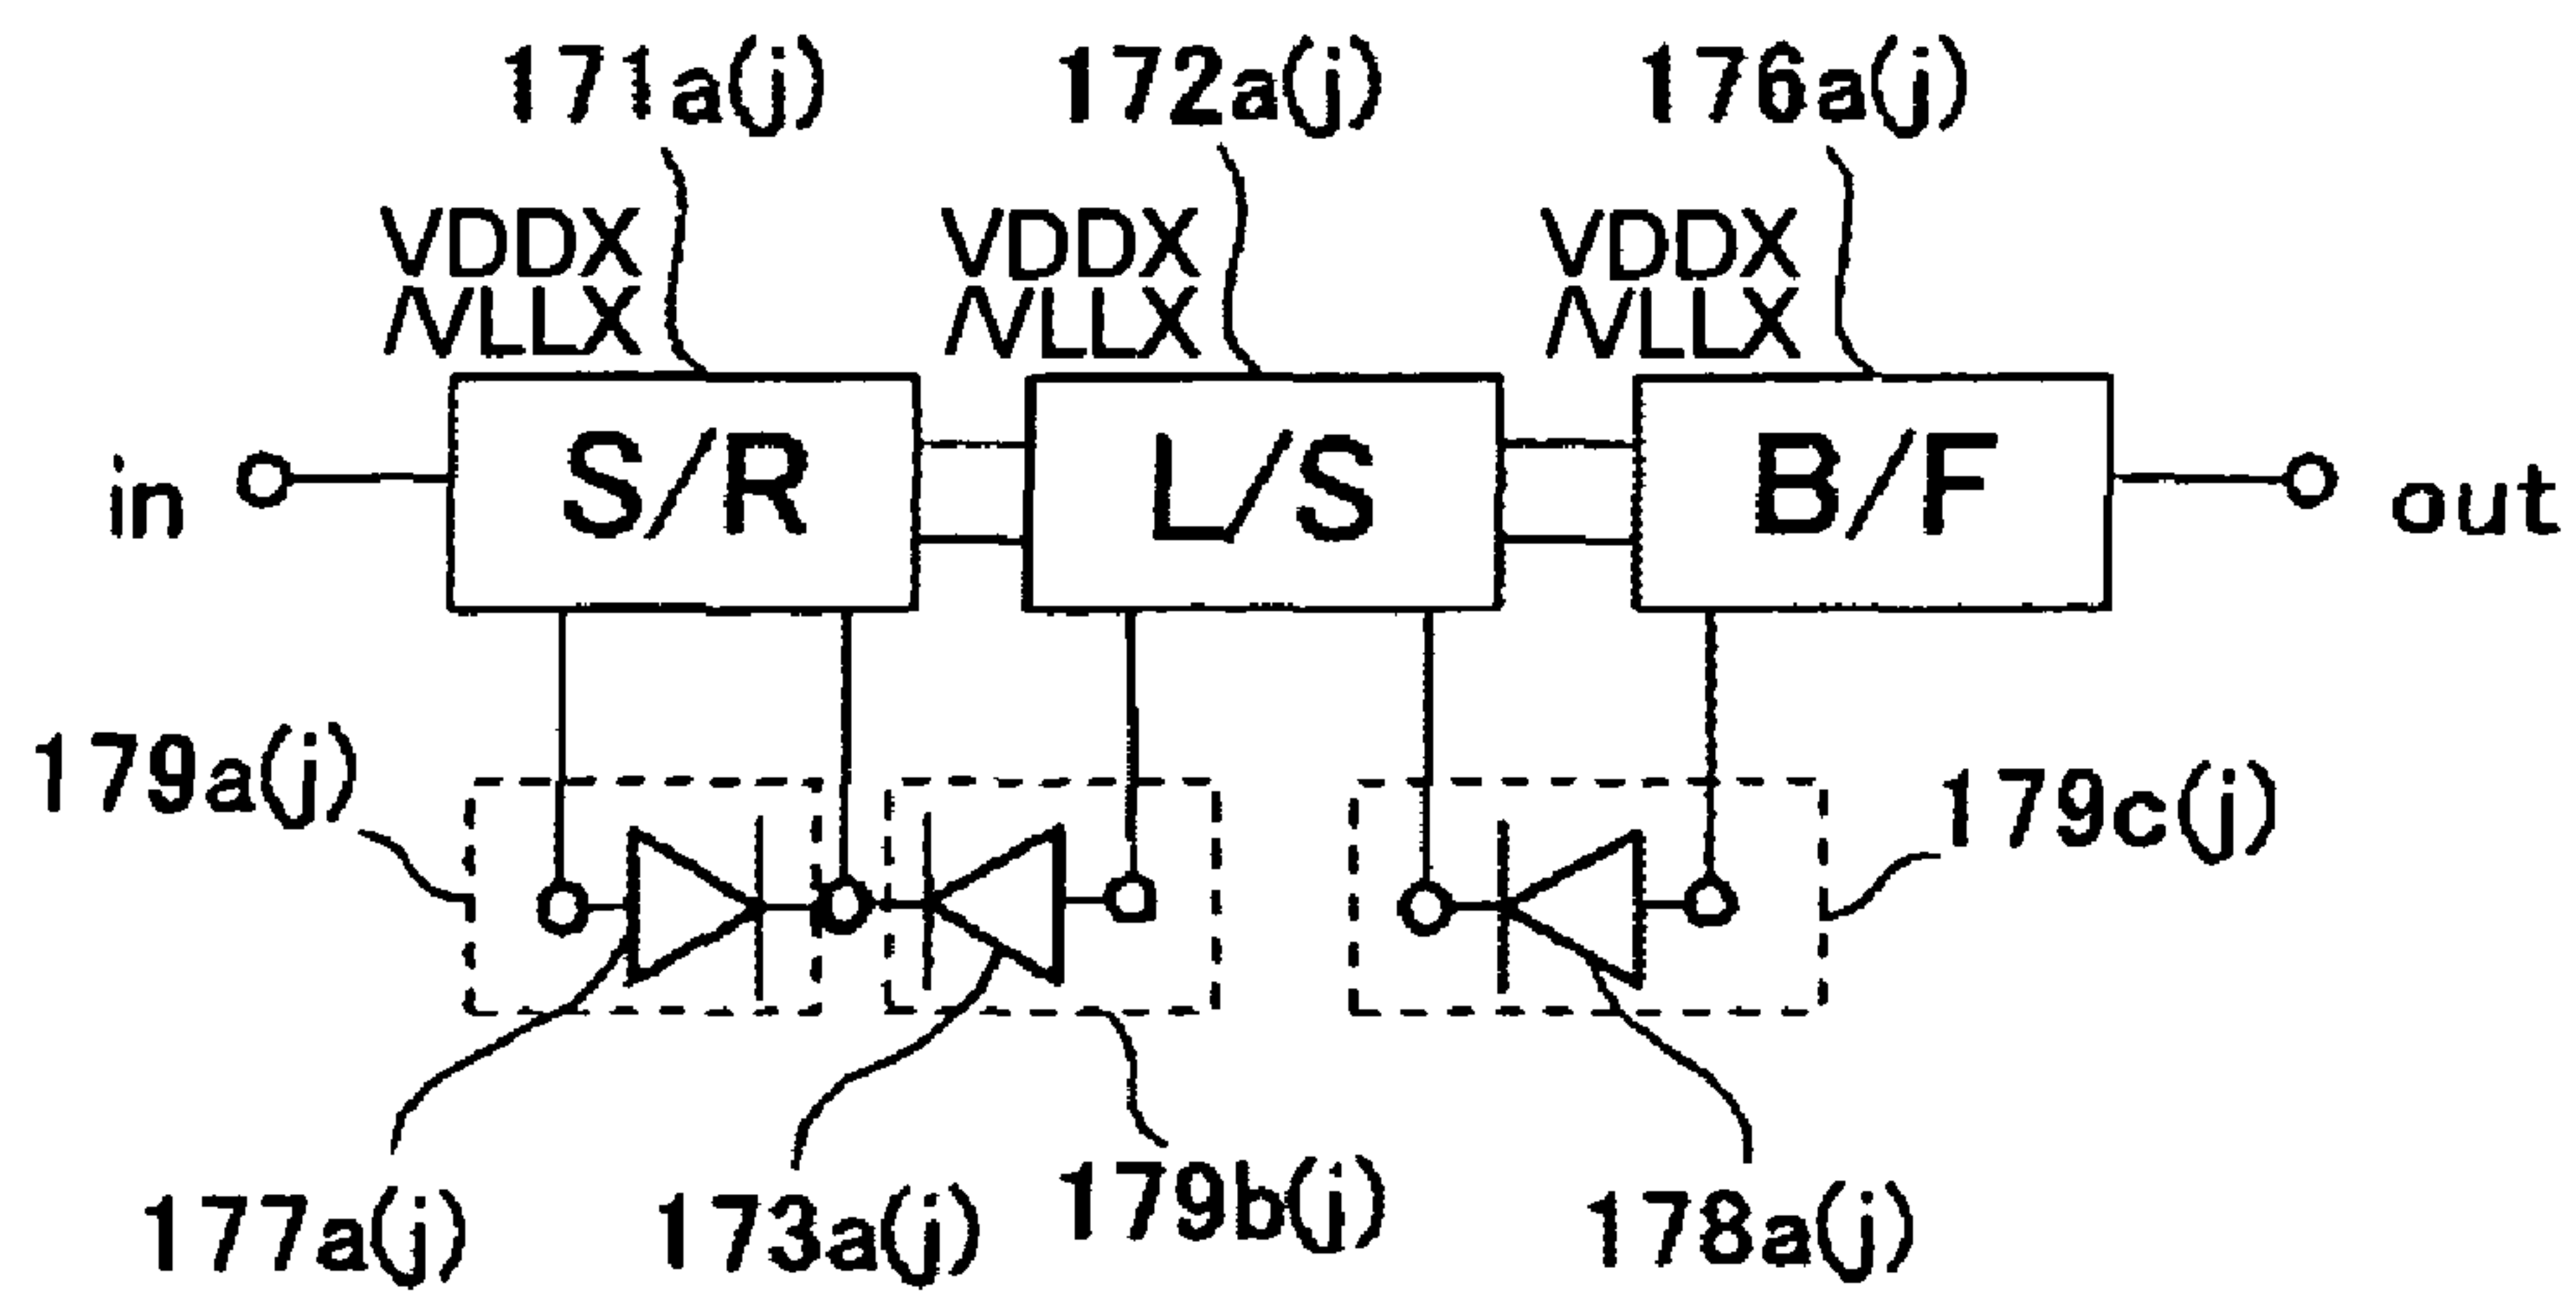 171a(j) 172a(j) 176a(j)
VDDX VDDX VDDX
/VLLX /VLLX /VLLX
in S/R L/S B/F out
179a(j) 179c(j)
177a(j) 173a(j) 179b(j) 178a(j)